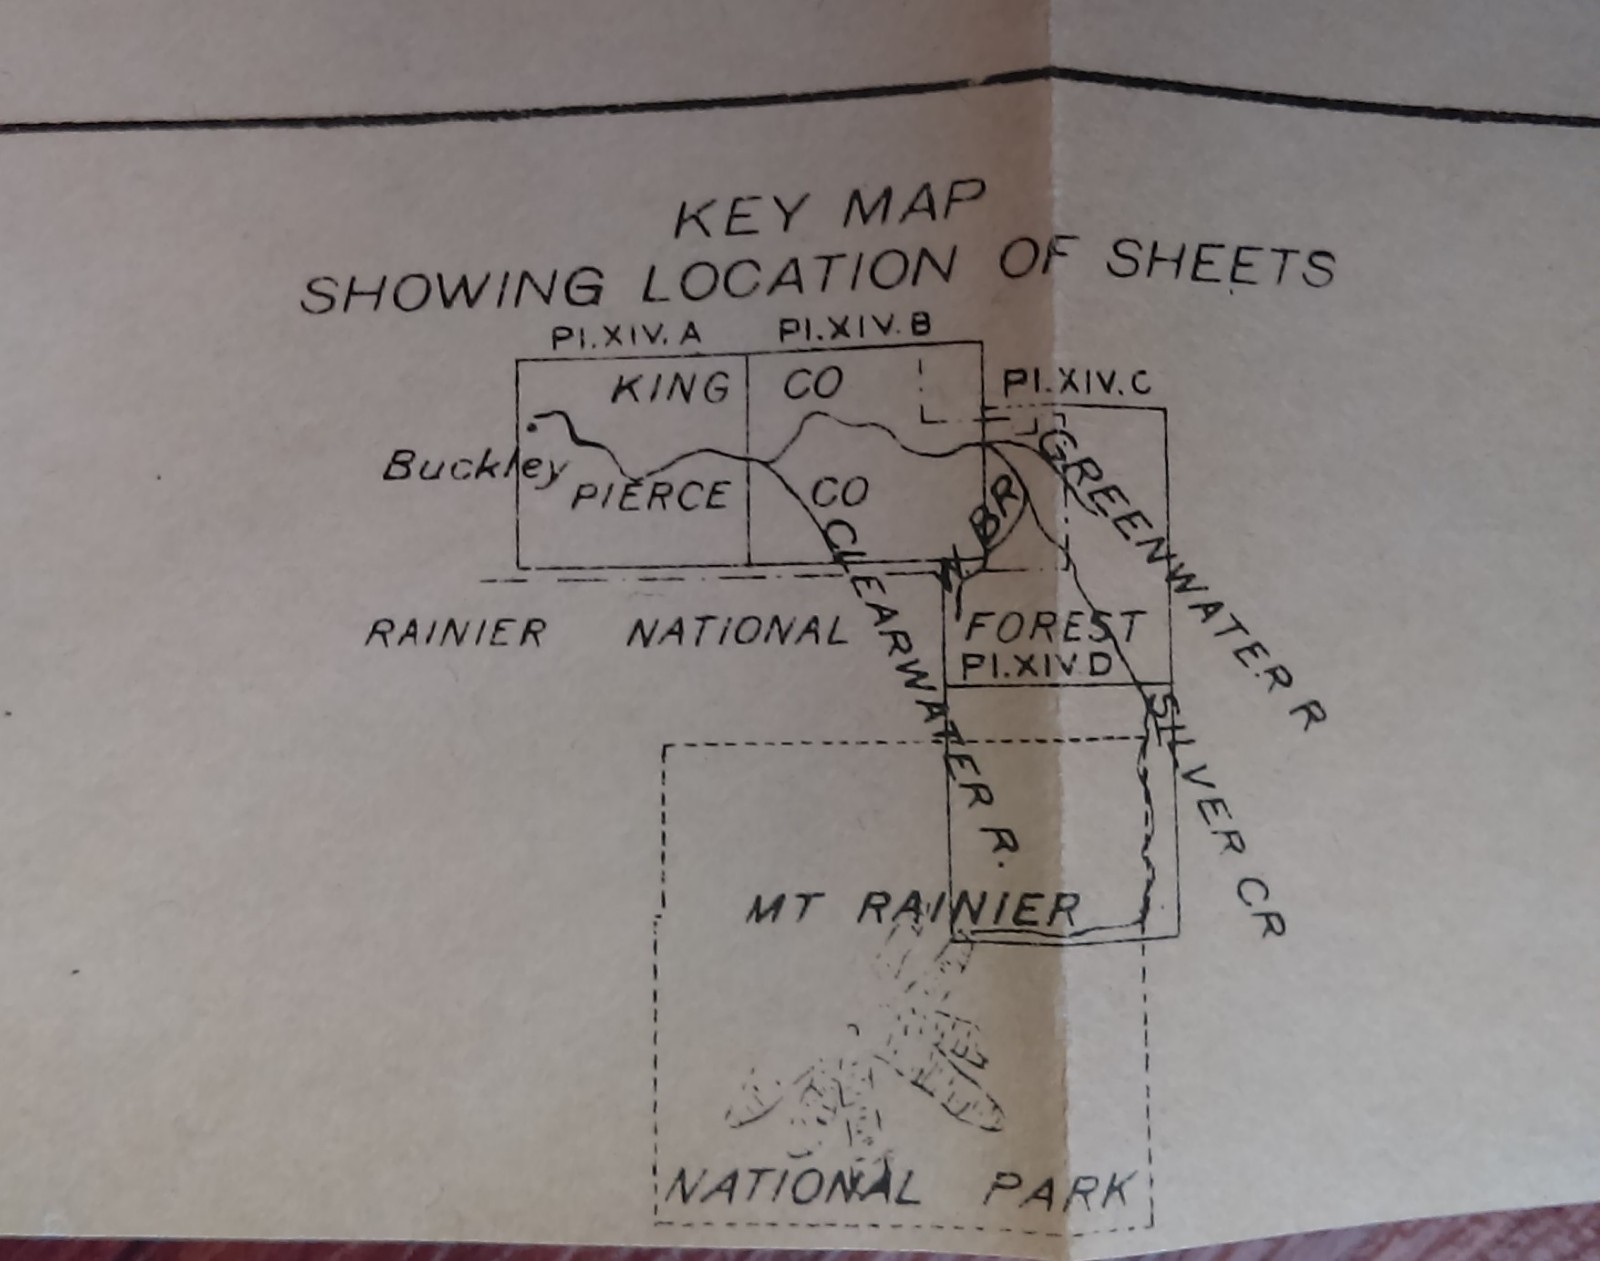 KEY MAP
SHOWING LOCATION OF SHEETS
Pl.XIV.A Pl.XIV.B
Pl.XIV.C
KING CO
Buckley
PIERCE CO
BR
GREENWATER R
CLEARWATER R.
RAINIER NATIONAL FOREST
Pl.XIV.D
SILVER CR
MT RAINIER
NATIONAL PARK